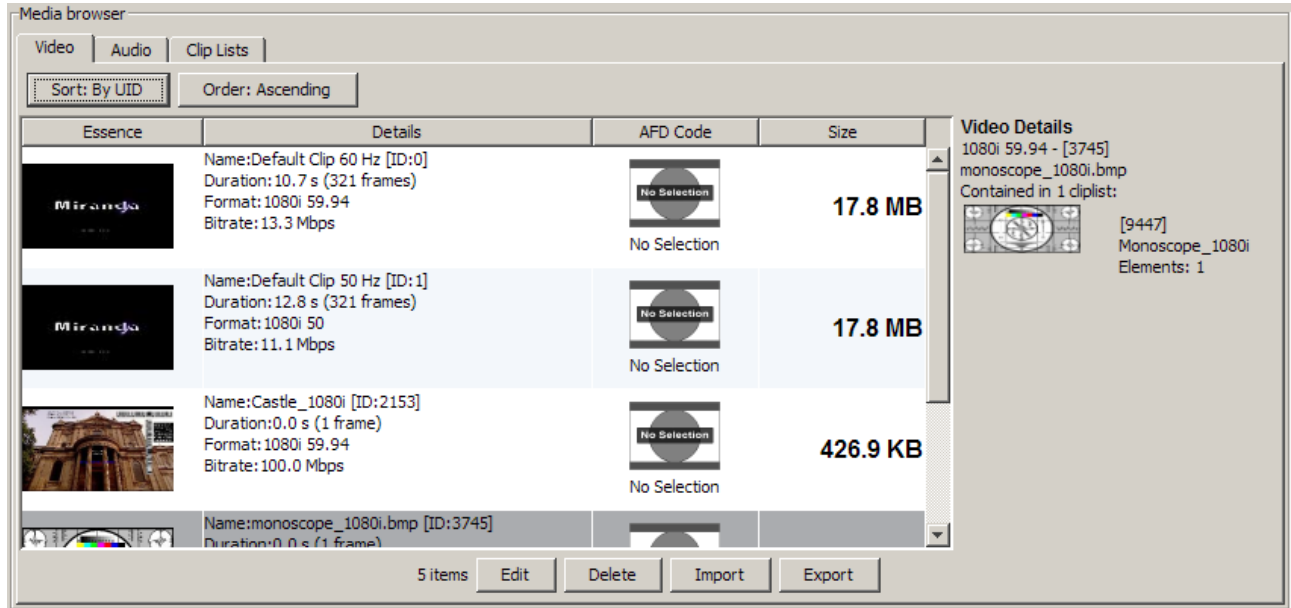 Media browser
Video
Audio
Clip Lists
Sort: By UID
Order: Ascending
Essence
Details
AFD Code
Size
Miranda
Name:Default Clip 60 Hz [ID:0]
Duration:10.7 s (321 frames)
Format:1080i 59.94
Bitrate:13.3 Mbps
No Selection
No Selection
17.8 MB
Miranda
Name:Default Clip 50 Hz [ID:1]
Duration:12.8 s (321 frames)
Format:1080i 50
Bitrate:11.1 Mbps
No Selection
No Selection
17.8 MB
Name:Castle_1080i [ID:2153]
Duration:0.0 s (1 frame)
Format:1080i 59.94
Bitrate:100.0 Mbps
No Selection
No Selection
426.9 KB
Name:monoscope_1080i.bmp [ID:3745]
Duration:0.0 s (1 frame)
Video Details
1080i 59.94 - [3745]
monoscope_1080i.bmp
Contained in 1 cliplist:
[9447]
Monoscope_1080i
Elements: 1
5 items
Edit
Delete
Import
Export